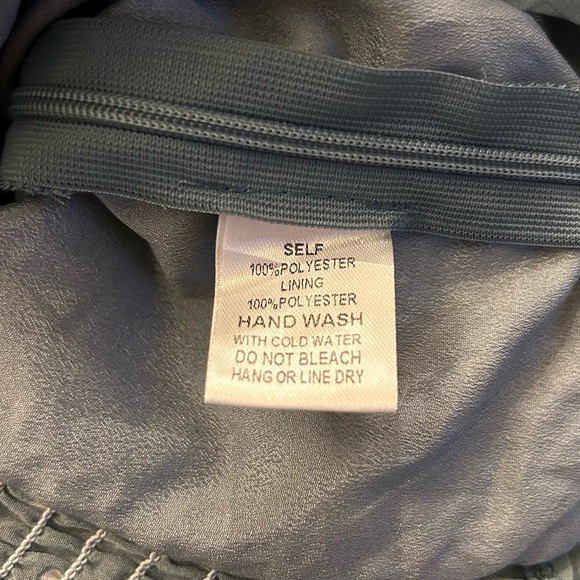 SELF
100%POLYESTER
LINING
100%POLYESTER
HAND WASH
WITH COLD WATER
DO NOT BLEACH
HANG OR LINE DRY